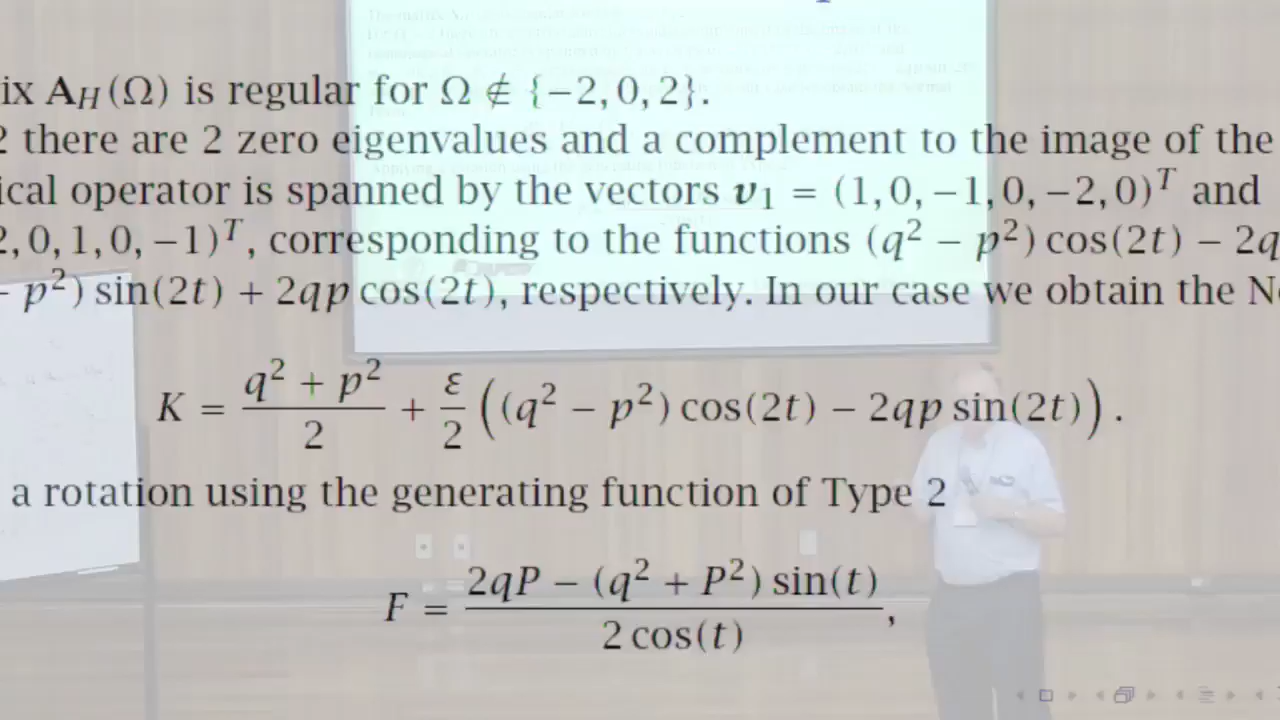 ix A_H(Ω) is regular for Ω ∉ {−2, 0, 2}.
2 there are 2 zero eigenvalues and a complement to the image of the
ical operator is spanned by the vectors v₁ = (1, 0, −1, 0, −2, 0)ᵀ and
2, 0, 1, 0, −1)ᵀ, corresponding to the functions (q² − p²) cos(2t) − 2q
− p²) sin(2t) + 2qp cos(2t), respectively. In our case we obtain the No
K = (q² + p²)/2 + ε/2 ((q² − p²) cos(2t) − 2qp sin(2t)).
a rotation using the generating function of Type 2
F = (2qP − (q² + P²) sin(t))/(2 cos(t)),